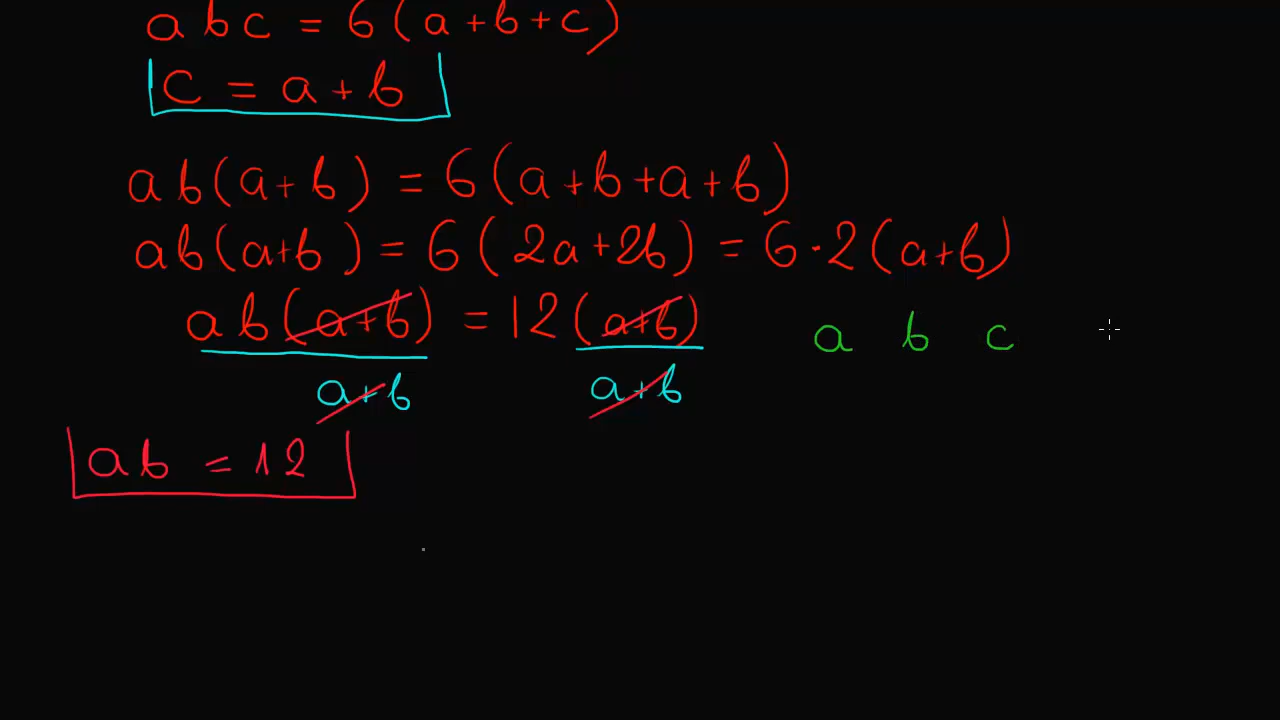 abc = 6(a+b+c)
c = a+b
ab(a+b) = 6(a+b+a+b)
ab(a+b) = 6(2a+2b) = 6·2(a+b)
ab(a+b) = 12(a+b)
a b c
a+b a+b
ab = 12